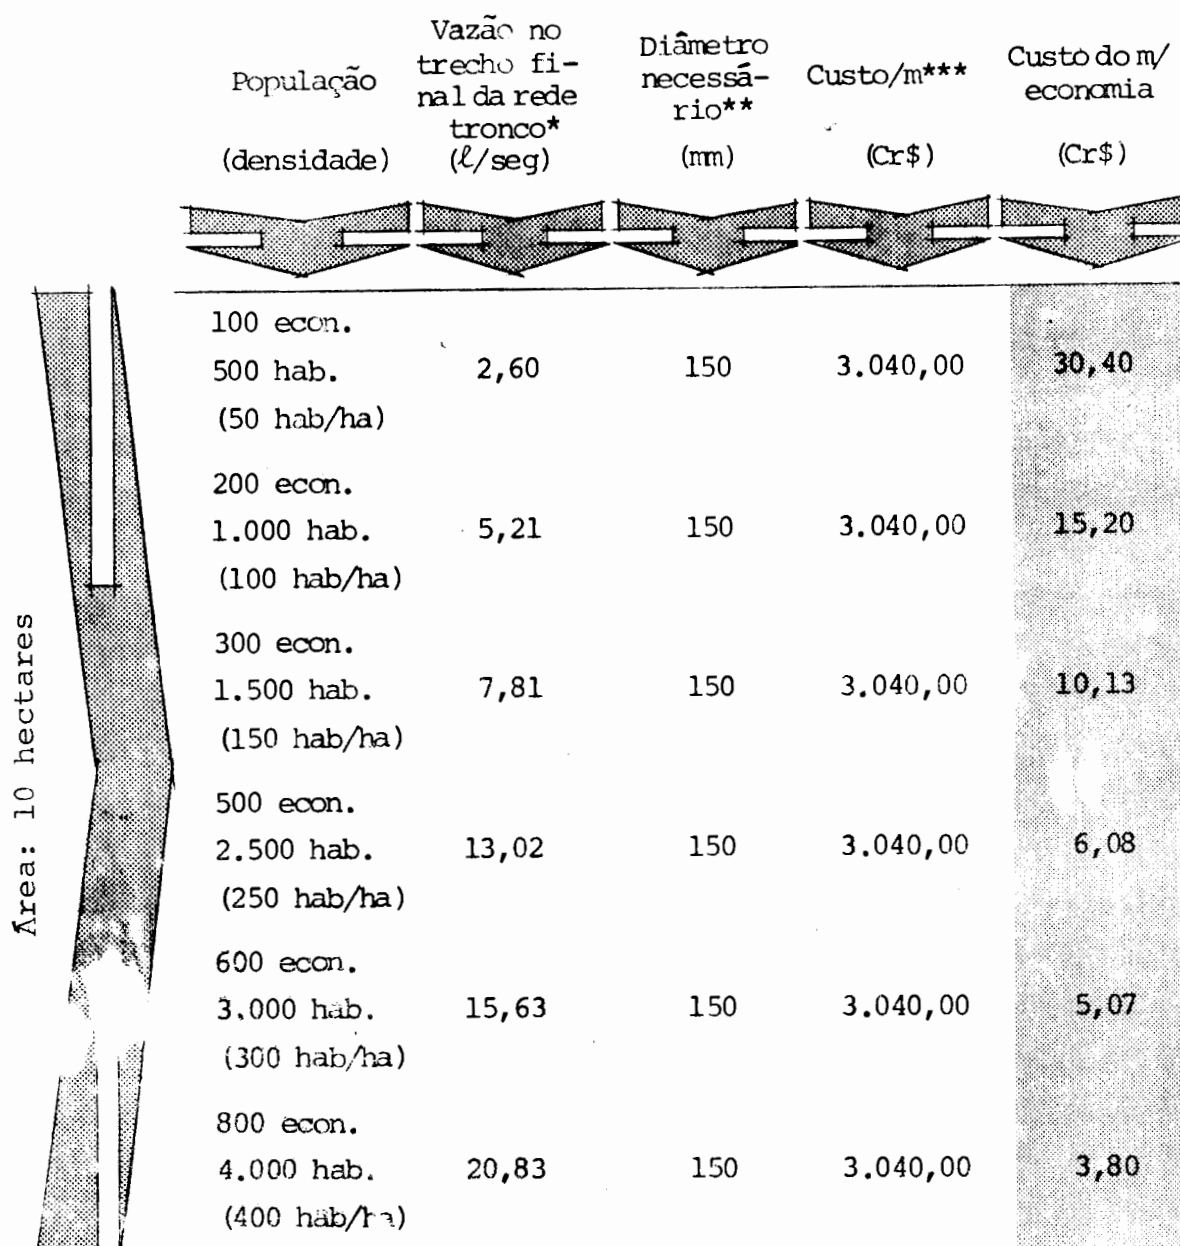 População
(densidade)
Vazão no
trecho fi-
nal da rede
tronco*
(ℓ/seg)
Diâmetro
necessá-
rio**
(mm)
Custo/m***
(Cr$)
Custo do m/
economia
(Cr$)
Área: 10 hectares
100 econ.
500 hab. 2,60 150 3.040,00 30,40
(50 hab/ha)
200 econ.
1.000 hab. 5,21 150 3.040,00 15,20
(100 hab/ha)
300 econ.
1.500 hab. 7,81 150 3.040,00 10,13
(150 hab/ha)
500 econ.
2.500 hab. 13,02 150 3.040,00 6,08
(250 hab/ha)
600 econ.
3.000 hab. 15,63 150 3.040,00 5,07
(300 hab/ha)
800 econ.
4.000 hab. 20,83 150 3.040,00 3,80
(400 hab/ha)